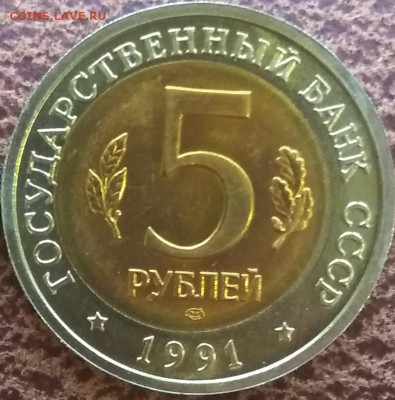 COINS.LAVE.RU
ГОСУДАРСТВЕННЫЙ БАНК СССР
5
РУБЛЕЙ
1991